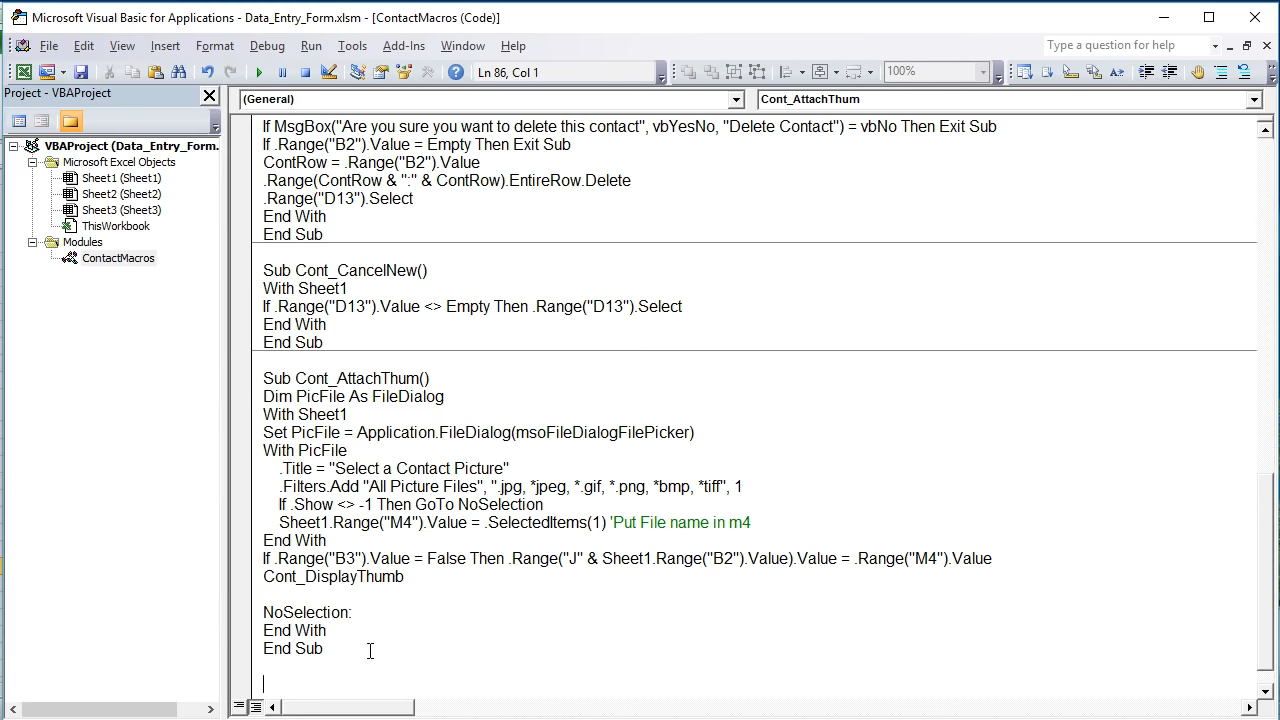 Microsoft Visual Basic for Applications - Data_Entry_Form.xlsm - [ContactMacros (Code)]
File Edit View Insert Format Debug Run Tools Add-Ins Window Help
Type a question for help
Ln 86, Col 1
100%
Project - VBAProject
(General)
Cont_AttachThum
VBAProject (Data_Entry_Form.
Microsoft Excel Objects
Sheet1 (Sheet1)
Sheet2 (Sheet2)
Sheet3 (Sheet3)
ThisWorkbook
Modules
ContactMacros
If MsgBox("Are you sure you want to delete this contact", vbYesNo, "Delete Contact") = vbNo Then Exit Sub
If .Range("B2").Value = Empty Then Exit Sub
ContRow = .Range("B2").Value
.Range(ContRow & ":" & ContRow).EntireRow.Delete
.Range("D13").Select
End With
End Sub
Sub Cont_CancelNew()
With Sheet1
If .Range("D13").Value <> Empty Then .Range("D13").Select
End With
End Sub
Sub Cont_AttachThum()
Dim PicFile As FileDialog
With Sheet1
Set PicFile = Application.FileDialog(msoFileDialogFilePicker)
With PicFile
.Title = "Select a Contact Picture"
.Filters.Add "All Picture Files", ".jpg, *jpeg, *.gif, *.png, *bmp, *tiff", 1
If .Show <> -1 Then GoTo NoSelection
Sheet1.Range("M4").Value = .SelectedItems(1) 'Put File name in m4
End With
If .Range("B3").Value = False Then .Range("J" & Sheet1.Range("B2").Value).Value = .Range("M4").Value
Cont_DisplayThumb
NoSelection:
End With
End Sub